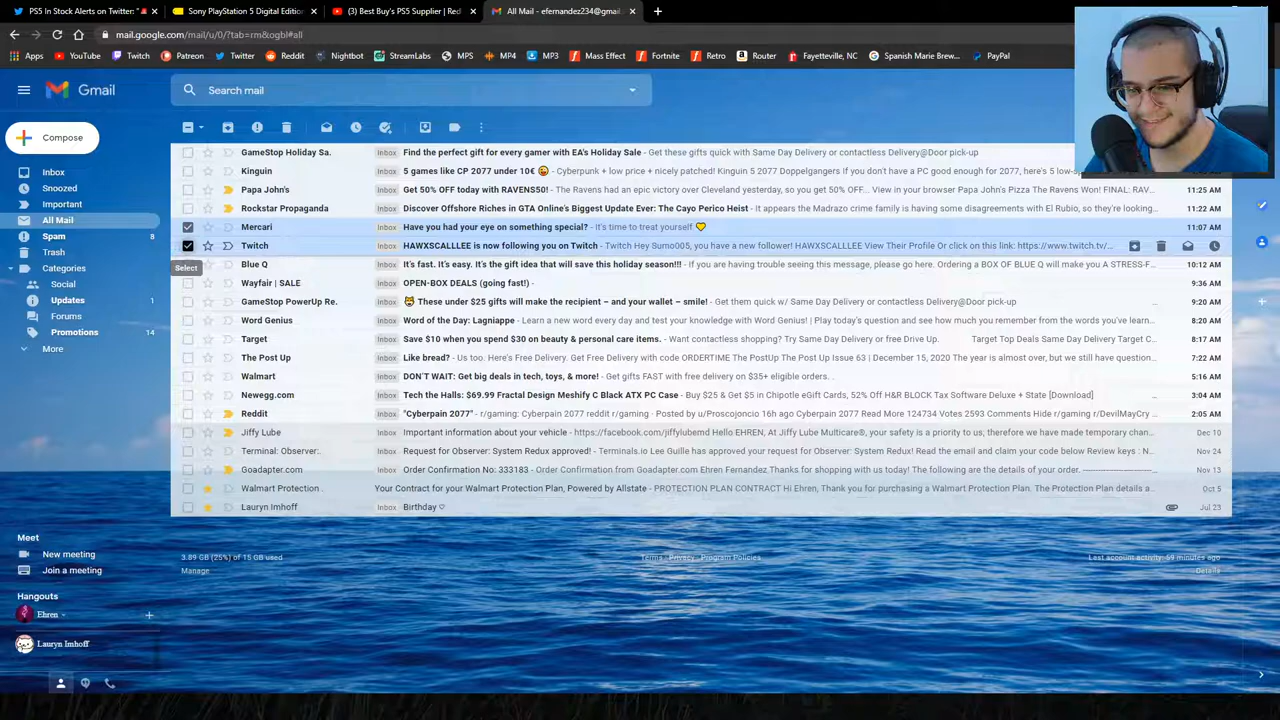 PS5 In Stock Alerts on Twitter: "
Sony PlayStation 5 Digital Edition
(3) Best Buy's PS5 Supplier | Red
All Mail - efernandez234@gmail
mail.google.com/mail/u/0/?tab=rm&ogbl#all
Apps YouTube Twitch Patreon Twitter Reddit Nightbot StreamLabs MPS MP4 MP3 Mass Effect Fortnite Retro Router Fayetteville, NC Spanish Marie Brew... PayPal
Gmail
Search mail
Compose
Inbox
Snoozed
Important
All Mail
Spam 8
Trash
Categories
Social
Updates 1
Forums
Promotions 14
More
GameStop Holiday Sa. Inbox Find the perfect gift for every gamer with EA's Holiday Sale - Get these gifts quick with Same Day Delivery or contactless Delivery@Door pick-up
Kinguin Inbox 5 games like CP 2077 under 10€ - Cyberpunk + low price + nicely patched! Kinguin 5 2077 Doppelgangers If you don't have a PC good enough for 2077, here's 5 low...
Papa John's Inbox Get 50% OFF today with RAVENS50! - The Ravens had an epic victory over Cleveland yesterday, so you get 50% OFF... View in your browser Papa John's Pizza The Ravens Won! FINAL: RAV... 11:25 AM
Rockstar Propaganda Inbox Discover Offshore Riches in GTA Online's Biggest Update Ever: The Cayo Perico Heist - It appears the Madrazo crime family is having some disagreements with El Rubio, so they're looking... 11:22 AM
Mercari Inbox Have you had your eye on something special? - It's time to treat yourself 11:07 AM
Twitch Inbox HAWXSCALLLEE is now following you on Twitch - Twitch Hey Sumo005, you have a new follower! HAWXSCALLLEE View Their Profile Or click on this link: https://www.twitch.tv/...
Select
Blue Q Inbox It's fast. It's easy. It's the gift idea that will save this holiday season!!! - If you are having trouble seeing this message, please go here. Ordering a BOX OF BLUE Q will make you A STRESS-F... 10:12 AM
Wayfair | SALE Inbox OPEN-BOX DEALS (going fast!) - 9:36 AM
GameStop PowerUp Re. Inbox These under $25 gifts will make the recipient – and your wallet – smile! - Get them quick w/ Same Day Delivery or contactless Delivery@Door pick-up ... 9:20 AM
Word Genius Inbox Word of the Day: Lagniappe - Learn a new word every day and test your knowledge with Word Genius! | Play today's question and see how much you remember from the words you've learn... 8:20 AM
Target Inbox Save $10 when you spend $30 on beauty & personal care items. - Want contactless shopping? Try Same Day Delivery or free Drive Up. Target Top Deals Same Day Delivery Target C... 8:17 AM
The Post Up Inbox Like bread? - Us too. Here's Free Delivery. Get Free Delivery with code ORDERTIME The PostUp The Post Up Issue 63 | December 15, 2020 The year is almost over, but we still have question... 7:22 AM
Walmart Inbox DON'T WAIT: Get big deals in tech, toys, & more! - Get gifts FAST with free delivery on $35+ eligible orders. . 5:16 AM
Newegg.com Inbox Tech the Halls: $69.99 Fractal Design Meshify C Black ATX PC Case - Buy $25 & Get $5 in Chipotle eGift Cards, 52% Off H&R BLOCK Tax Software Deluxe + State [Download] 3:04 AM
Reddit Inbox "Cyberpain 2077" - r/gaming: Cyberpain 2077 reddit r/gaming · Posted by u/Proscojoncio 16h ago Cyberpain 2077 Read More 124734 Votes 2593 Comments Hide r/gaming r/DevilMayCry ... 2:05 AM
Jiffy Lube Inbox Important information about your vehicle - https://facebook.com/jiffylubemd Hello EHREN, At Jiffy Lube Multicare®, your safety is a priority to us, therefore we have made temporary chan... Dec 10
Terminal: Observer:. Inbox Request for Observer: System Redux approved! - Terminals.io Lee Guille has approved your request for Observer: System Redux! Read the email and claim your code below Review keys : N... Nov 24
Goadapter.com Inbox Order Confirmation No: 333183 - Order Confirmation from Goadapter.com Ehren Fernandez Thanks for shopping with us today! The following are the details of your order. ... Nov 13
Walmart Protection . Your Contract for your Walmart Protection Plan, Powered by Allstate - PROTECTION PLAN CONTRACT Hi Ehren, Thank you for purchasing a Walmart Protection Plan. The Protection Plan details a... Oct 5
Lauryn Imhoff Inbox Birthday ♡ Jul 23
Meet
New meeting
Join a meeting
Hangouts
Ehren
Lauryn Imhoff
3.89 GB (25%) of 15 GB used
Manage
Terms · Privacy · Program Policies
Last account activity: 59 minutes ago
Details